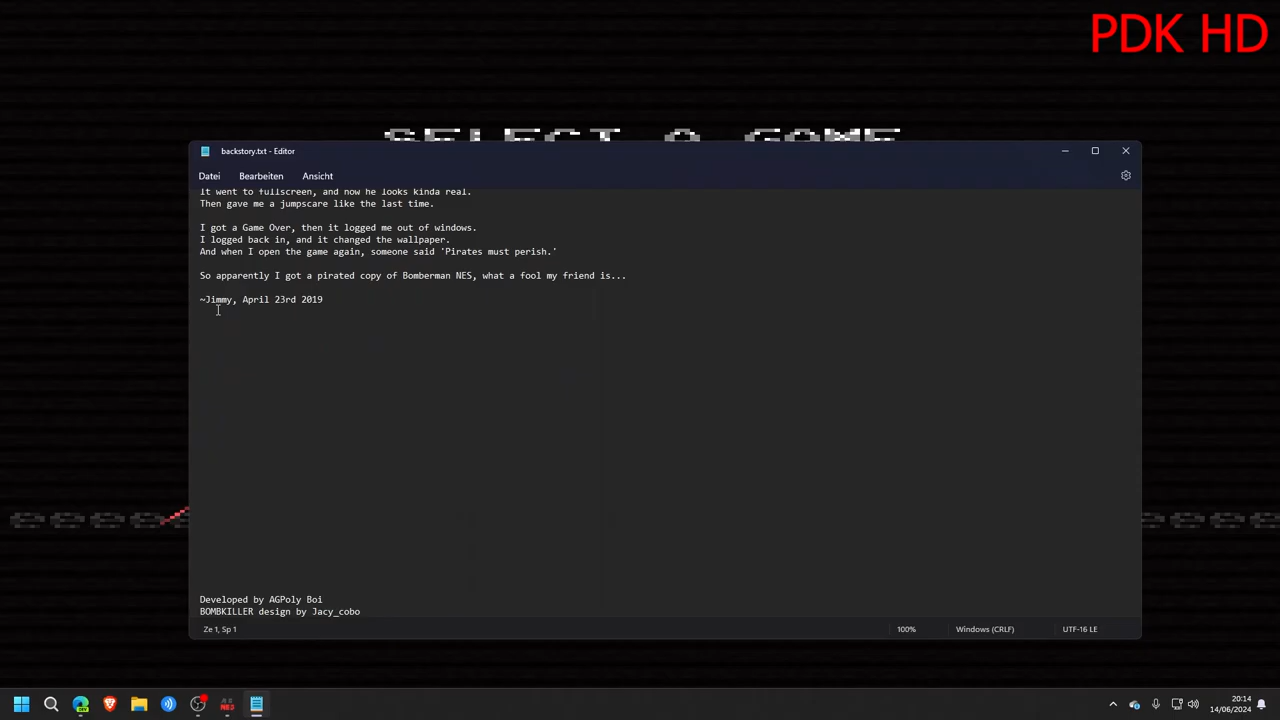 PDK HD
SELECT A GAME
backstory.txt - Editor
Datei Bearbeiten Ansicht
It went to fullscreen, and now he looks kinda real.
Then gave me a jumpscare like the last time.
I got a Game Over, then it logged me out of windows.
I logged back in, and it changed the wallpaper.
And when I open the game again, someone said 'Pirates must perish.'
So apparently I got a pirated copy of Bomberman NES, what a fool my friend is...
~Jimmy, April 23rd 2019
Developed by AGPoly Boi
BOMBKILLER design by Jacy_cobo
Ze 1, Sp 1
100%
Windows (CRLF)
UTF-16 LE
20:14
14/06/2024